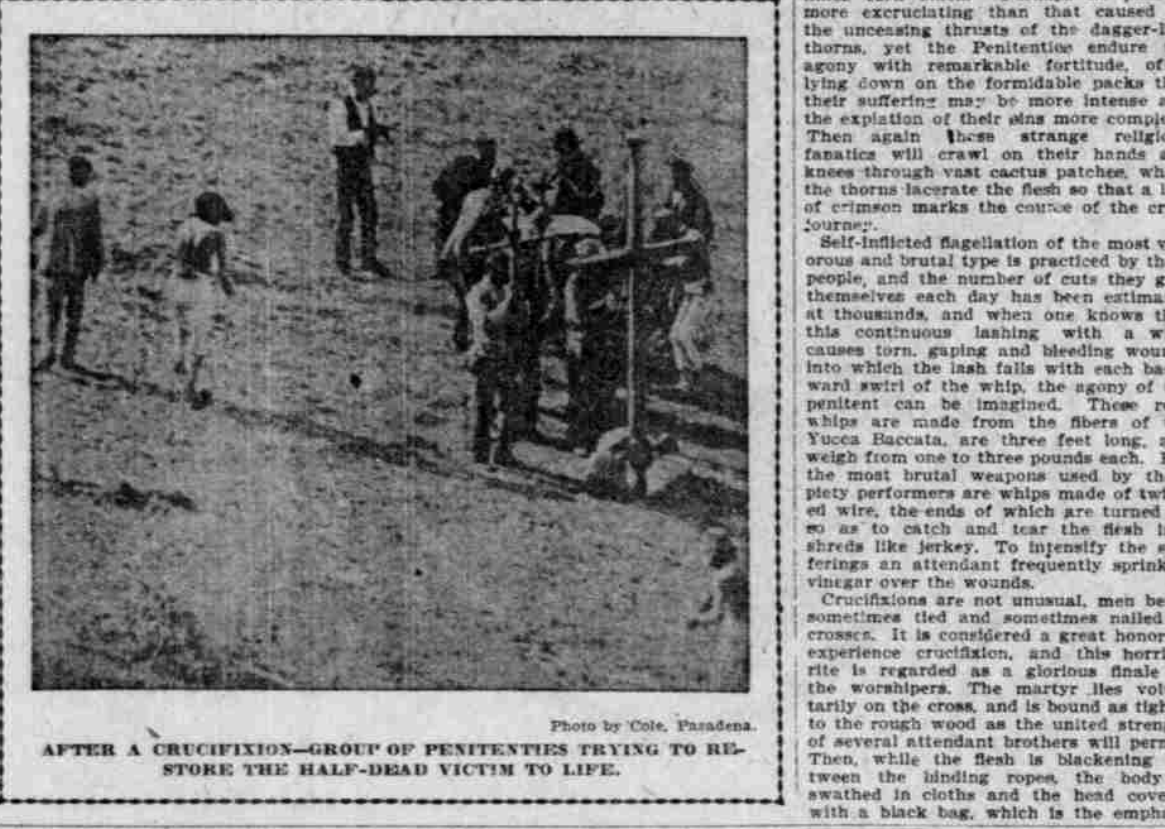 Photo by Cole, Pasadena.
AFTER A CRUCIFIXION—GROUP OF PENITENTIES TRYING TO RE-
STORE THE HALF-DEAD VICTIM TO LIFE.
more excruciating than that caused
the unceasing thrusts of the dagger-l
thorns, yet the Penitentios endure
agony with remarkable fortitude, of
lying down on the formidable packs th
their suffering may be more intense a
the expiation of their sins more comple
Then again these strange religio
fanatics will crawl on their hands a
knees through vast cactus patches, wh
the thorns lacerate the flesh so that a l
of crimson marks the course of the cr
journey.
Self-inflicted flagellation of the most v
orous and brutal type is practiced by th
people, and the number of cuts they g
themselves each day has been estima
at thousands, and when one knows th
this continuous lashing with a w
causes torn, gaping and bleeding wou
into which the lash falls with each ba
ward swirl of the whip, the agony of
penitent can be imagined. These r
whips are made from the fibers of
Yucca Baccata, are three feet long, a
weigh from one to three pounds each.
the most brutal weapons used by the
piety performers are whips made of twi
ed wire, the ends of which are turned
so as to catch and tear the flesh i
shreds like jerkey. To intensify the s
ferings an attendant frequently sprink
vinegar over the wounds.
Crucifixions are not unusual, men be
sometimes tied and sometimes nailed
crosses. It is considered a great honor
experience crucifixion, and this horri
rite is regarded as a glorious finale
the worshipers. The martyr lies vol
tarily on the cross, and is bound as tigh
to the rough wood as the united stren
of several attendant brothers will perm
Then, while the flesh is blackening
tween the binding ropes, the body
swathed in cloths and the head cove
with a black bag, which is the empha